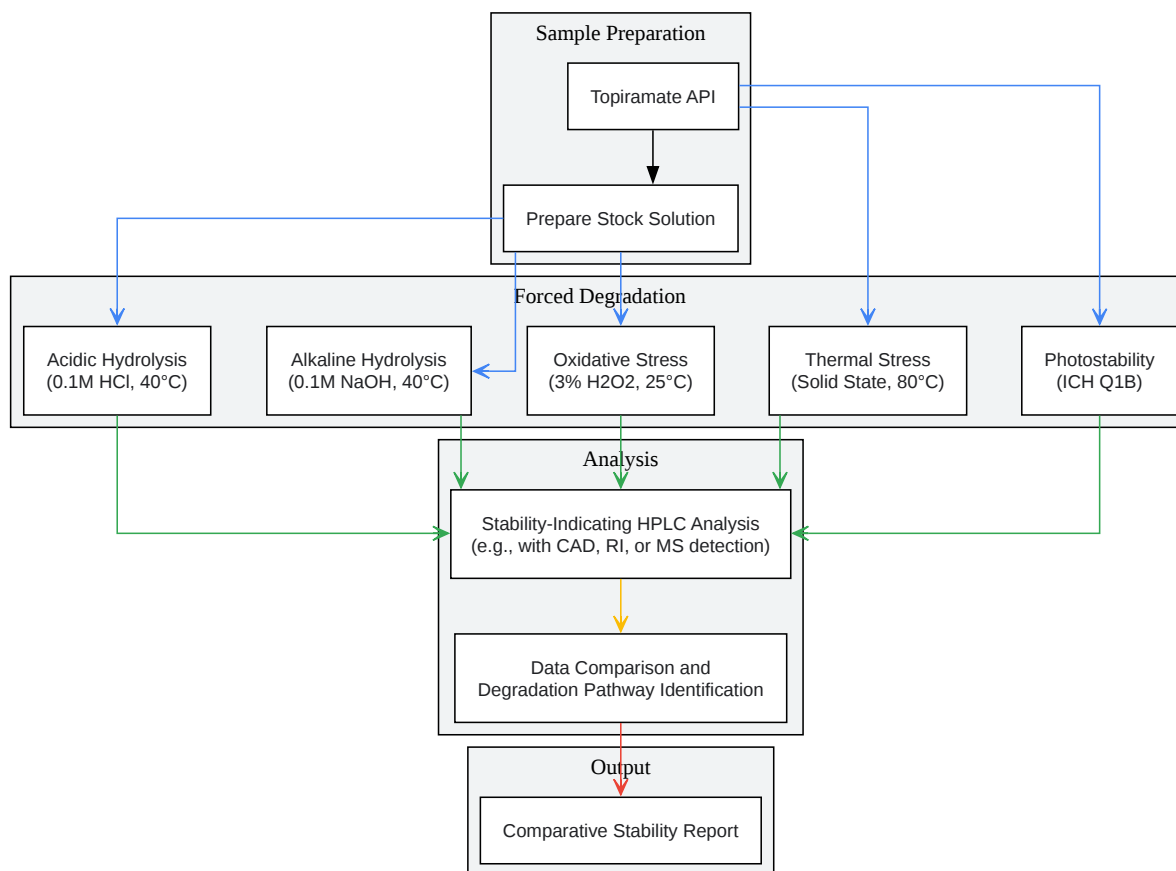 Sample Preparation
Topiramate API
Prepare Stock Solution
Forced Degradation
Acidic Hydrolysis
(0.1M HCl, 40°C)
Alkaline Hydrolysis
(0.1M NaOH, 40°C)
Oxidative Stress
(3% H2O2, 25°C)
Thermal Stress
(Solid State, 80°C)
Photostability
(ICH Q1B)
Analysis
Stability-Indicating HPLC Analysis
(e.g., with CAD, RI, or MS detection)
Data Comparison and
Degradation Pathway Identification
Output
Comparative Stability Report